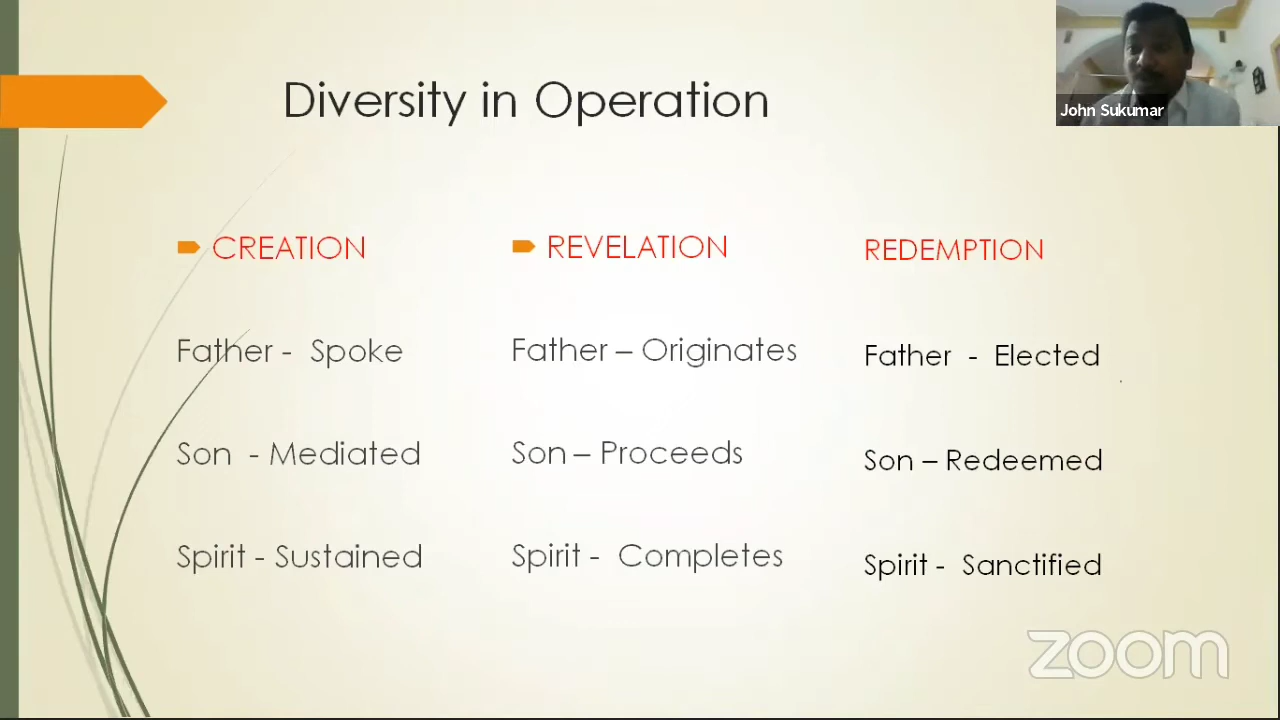 Diversity in Operation
John Sukumar
CREATION
Father - Spoke
Son - Mediated
Spirit - Sustained
REVELATION
Father – Originates
Son – Proceeds
Spirit - Completes
REDEMPTION
Father - Elected
Son – Redeemed
Spirit - Sanctified
zoom